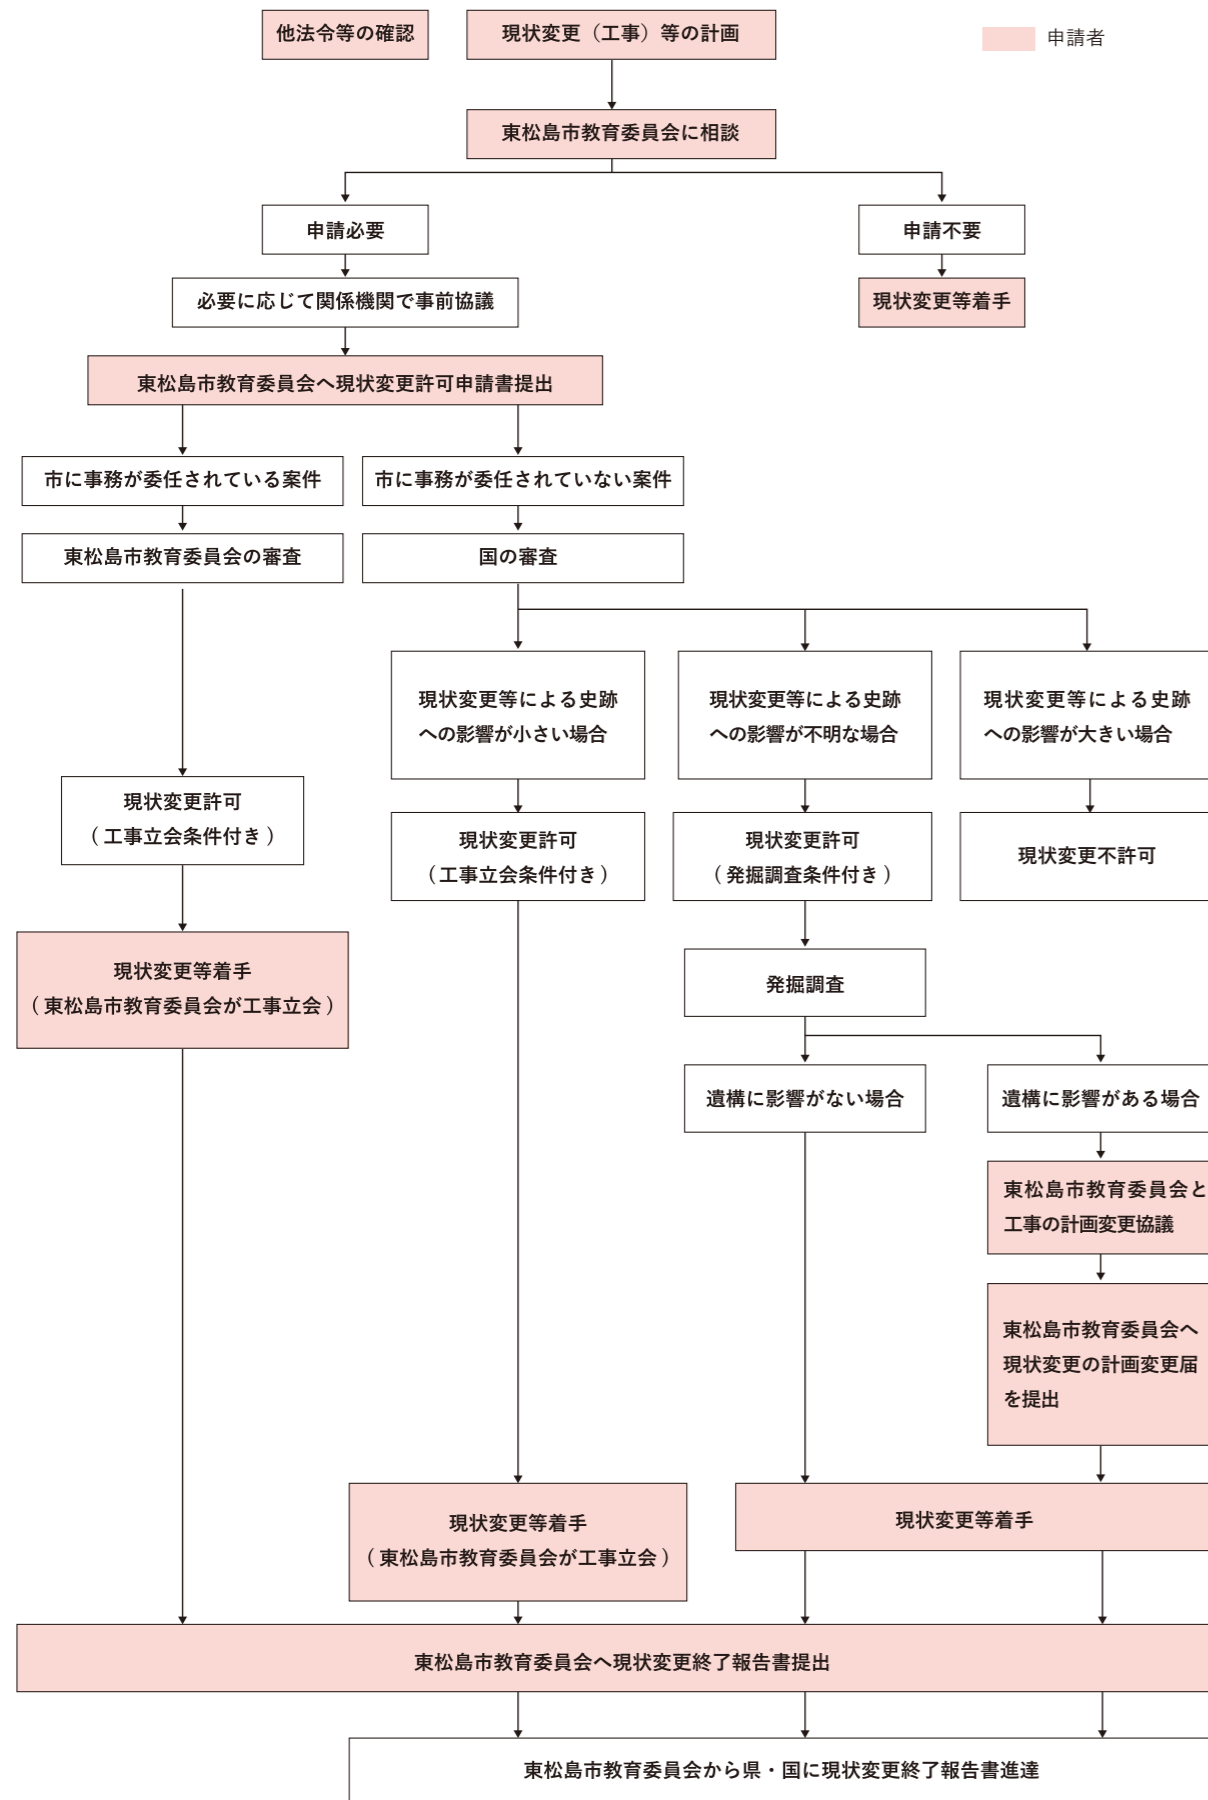 他法令等の確認
現状変更（工事）等の計画
申請者
東松島市教育委員会に相談
申請必要
申請不要
必要に応じて関係機関で事前協議
現状変更等着手
東松島市教育委員会へ現状変更許可申請書提出
市に事務が委任されている案件
市に事務が委任されていない案件
東松島市教育委員会の審査
国の審査
現状変更等による史跡
への影響が小さい場合
現状変更等による史跡
への影響が不明な場合
現状変更等による史跡
への影響が大きい場合
現状変更許可
（工事立会条件付き）
現状変更許可
（工事立会条件付き）
現状変更許可
（発掘調査条件付き）
現状変更不許可
現状変更等着手
（東松島市教育委員会が工事立会）
発掘調査
遺構に影響がない場合
遺構に影響がある場合
東松島市教育委員会と
工事の計画変更協議
東松島市教育委員会へ
現状変更の計画変更届
を提出
現状変更等着手
（東松島市教育委員会が工事立会）
現状変更等着手
東松島市教育委員会へ現状変更終了報告書提出
東松島市教育委員会から県・国に現状変更終了報告書進達